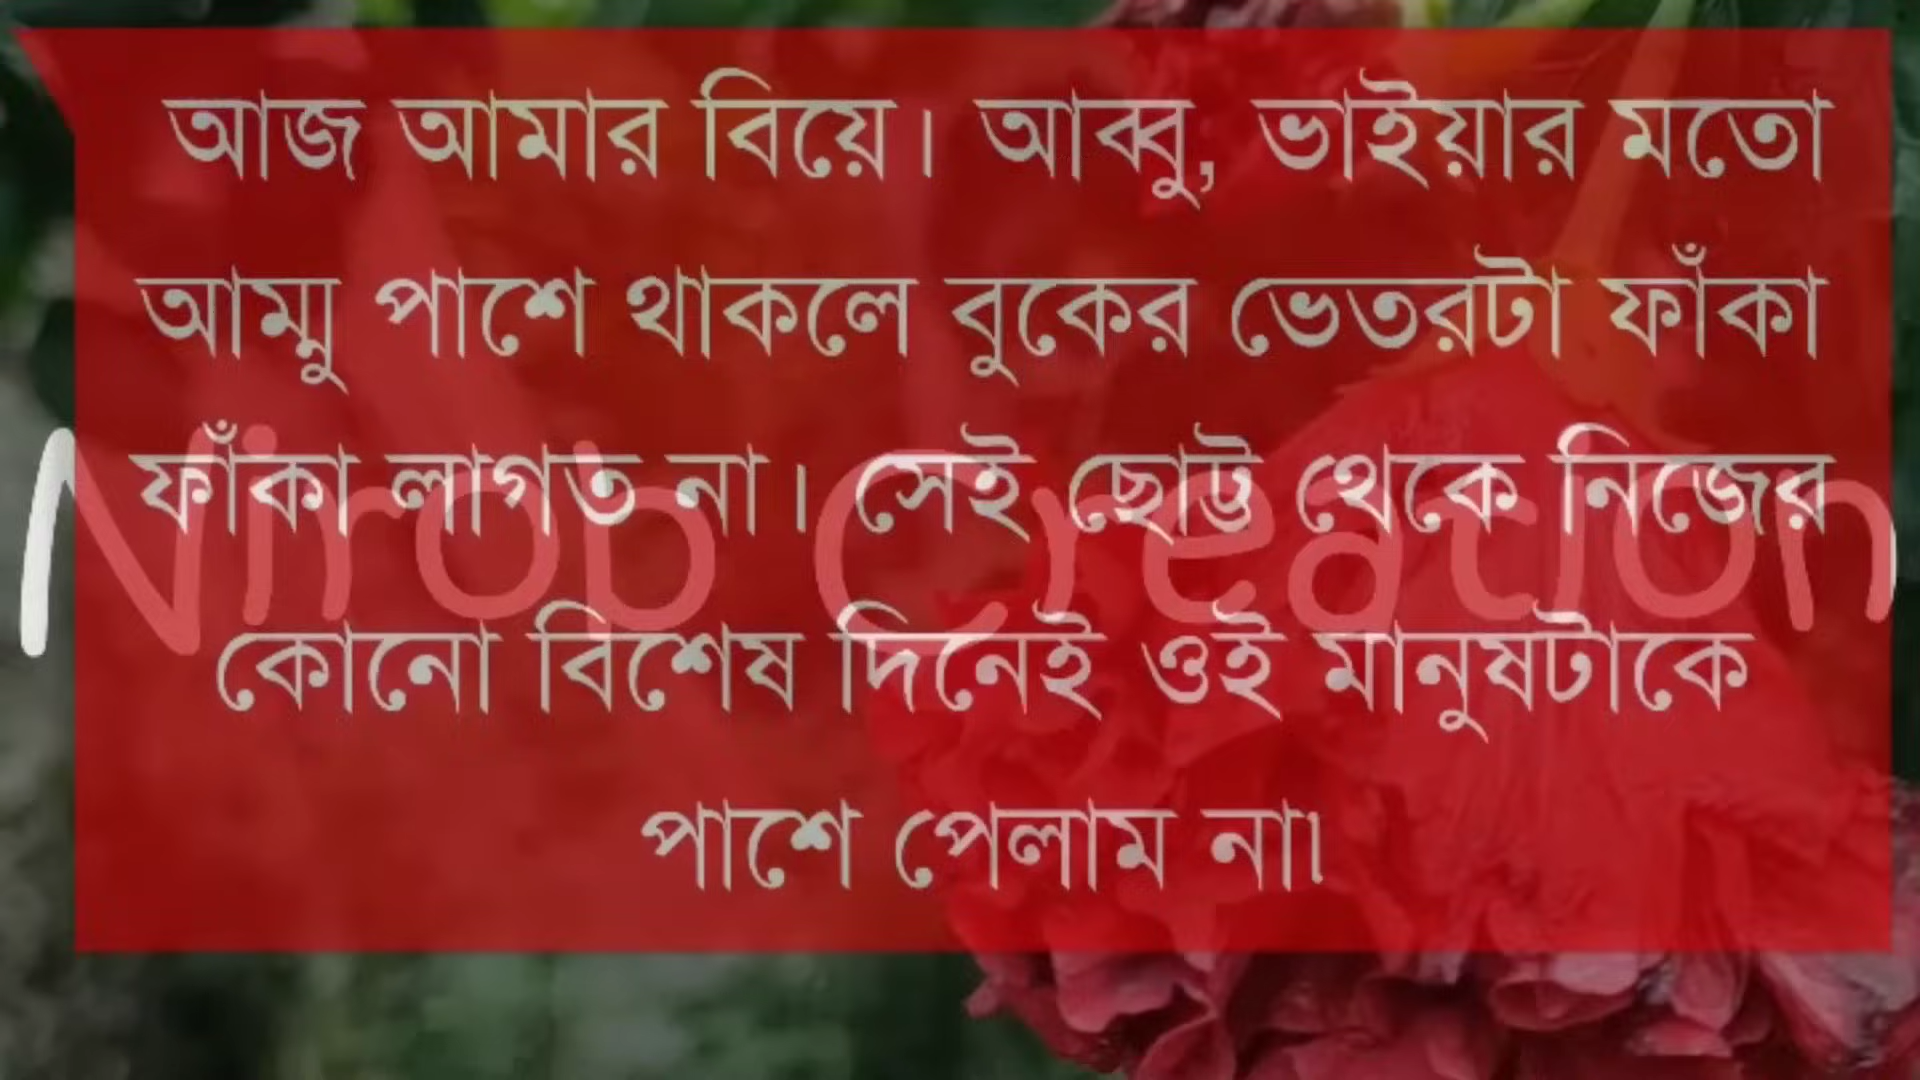 আজ আমার বিয়ে। আব্বু, ভাইয়ার মতো
আম্মু পাশে থাকলে বুকের ভেতরটা ফাঁকা
ফাঁকা লাগত না। সেই ছোট্ট থেকে নিজের
Nirob Creation
কোনো বিশেষ দিনেই ওই মানুষটাকে
পাশে পেলাম না৷